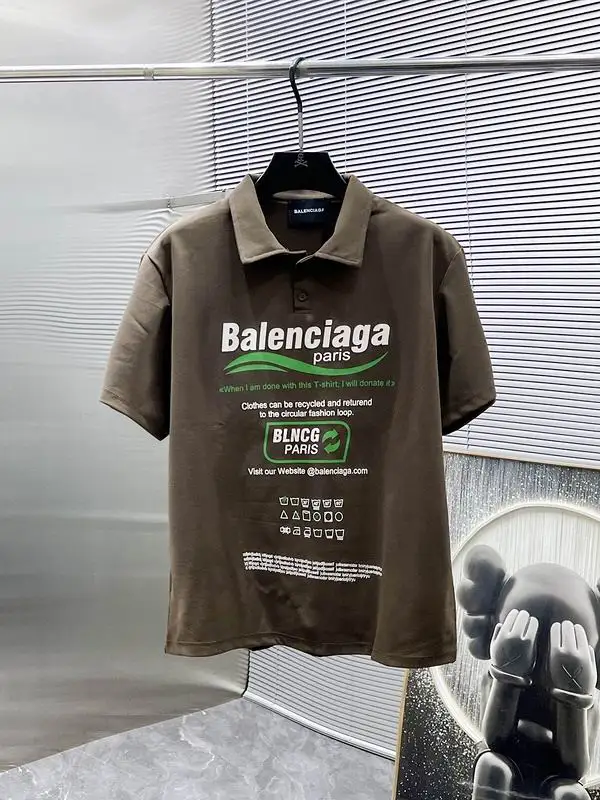 BALENCIAGA
Balenciaga
paris
«When I am done with this T-shirt, I will donate it»
Clothes can be recycled and returend
to the circular fashion loop.
BLNCG
PARIS
Visit our Website @balenciaga.com